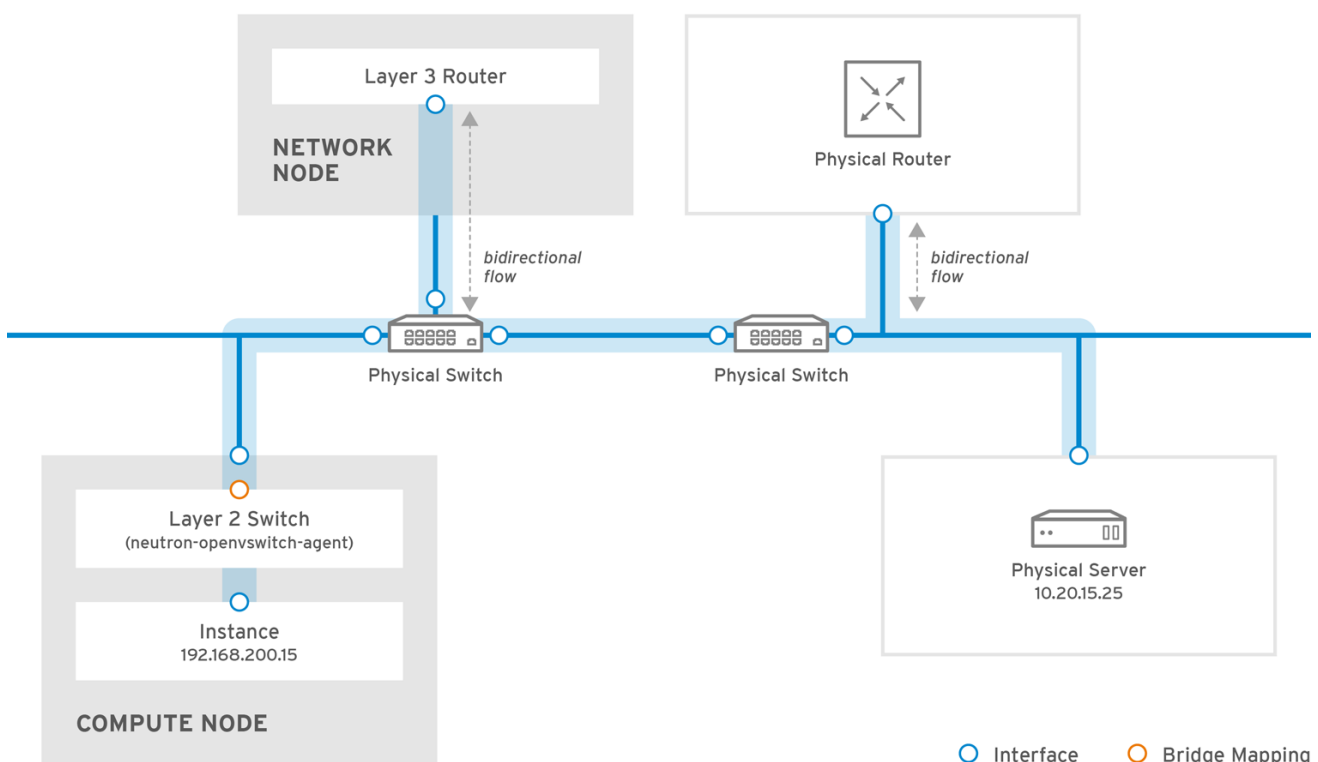 Layer 3 Router
NETWORK
NODE
Physical Router
bidirectional
flow
bidirectional
flow
Physical Switch
Physical Switch
Layer 2 Switch
(neutron-openvswitch-agent)
Instance
192.168.200.15
COMPUTE NODE
Physical Server
10.20.15.25
Interface
Bridge Mapping